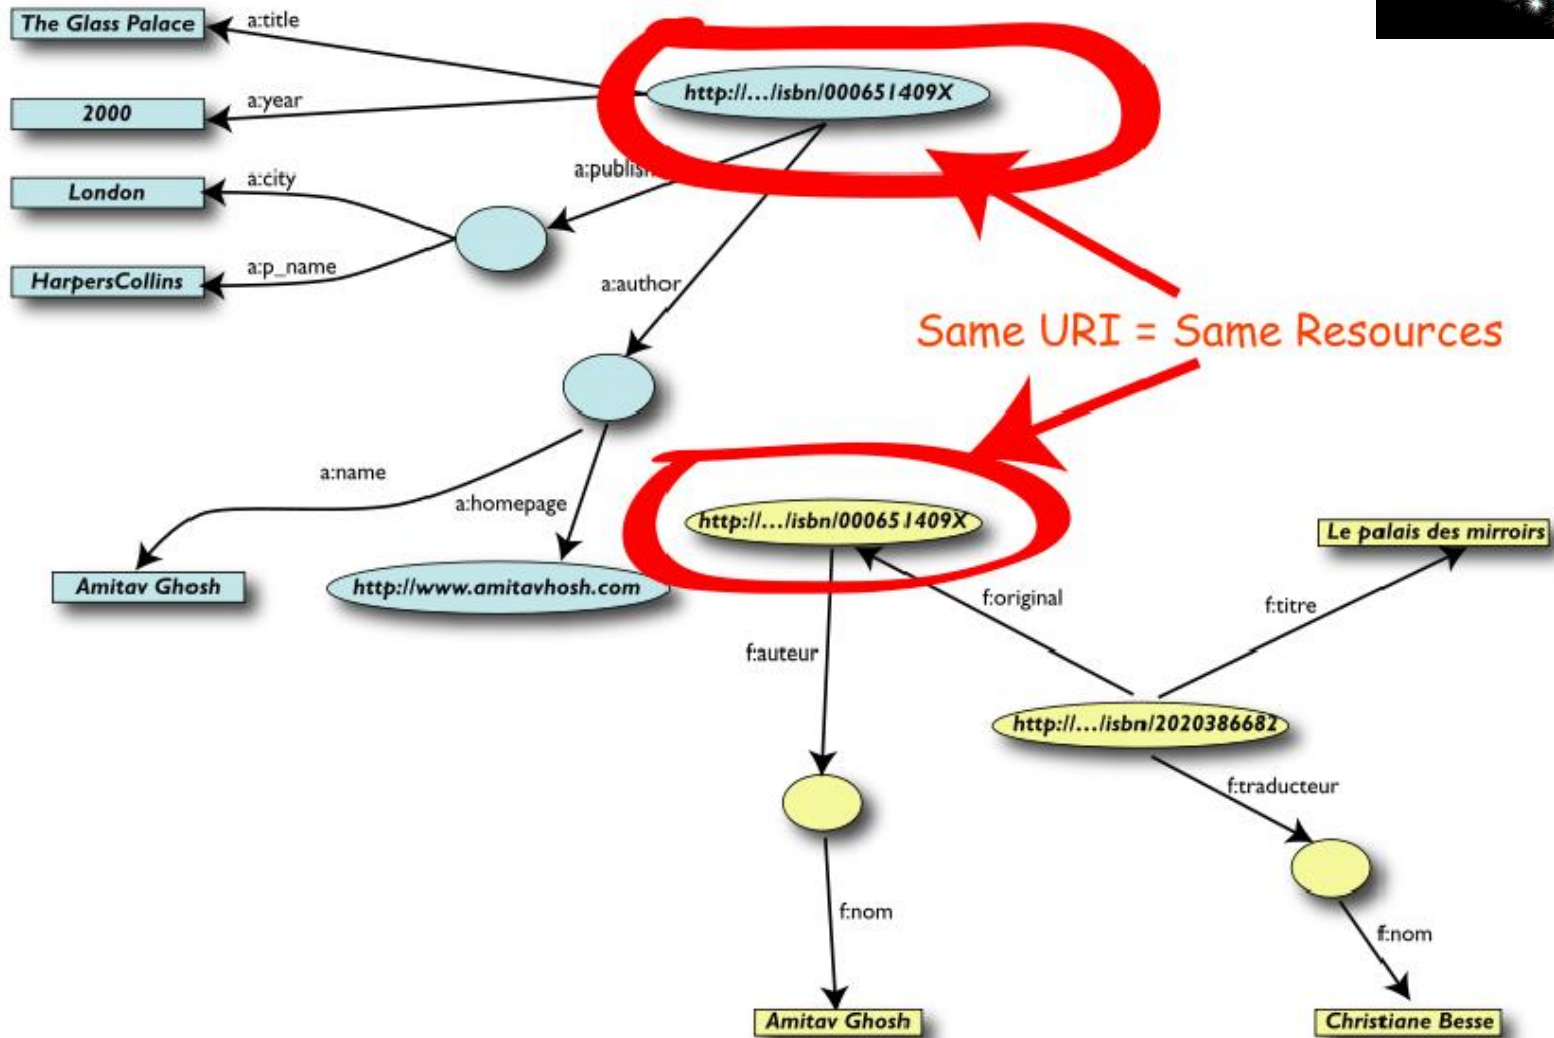 The Glass Palace
a:title
http://.../isbn/000651409X
2000
a:year
London
a:city
a:publish
HarpersCollins
a:p_name
a:author
Same URI = Same Resources
a:name
a:homepage
http://.../isbn/000651409X
Le palais des mirroirs
Amitav Ghosh
http://www.amitavhosh.com
f:original
f:titre
f:auteur
http://.../isbn/2020386682
f:traducteur
f:nom
f:nom
Amitav Ghosh
Christiane Besse